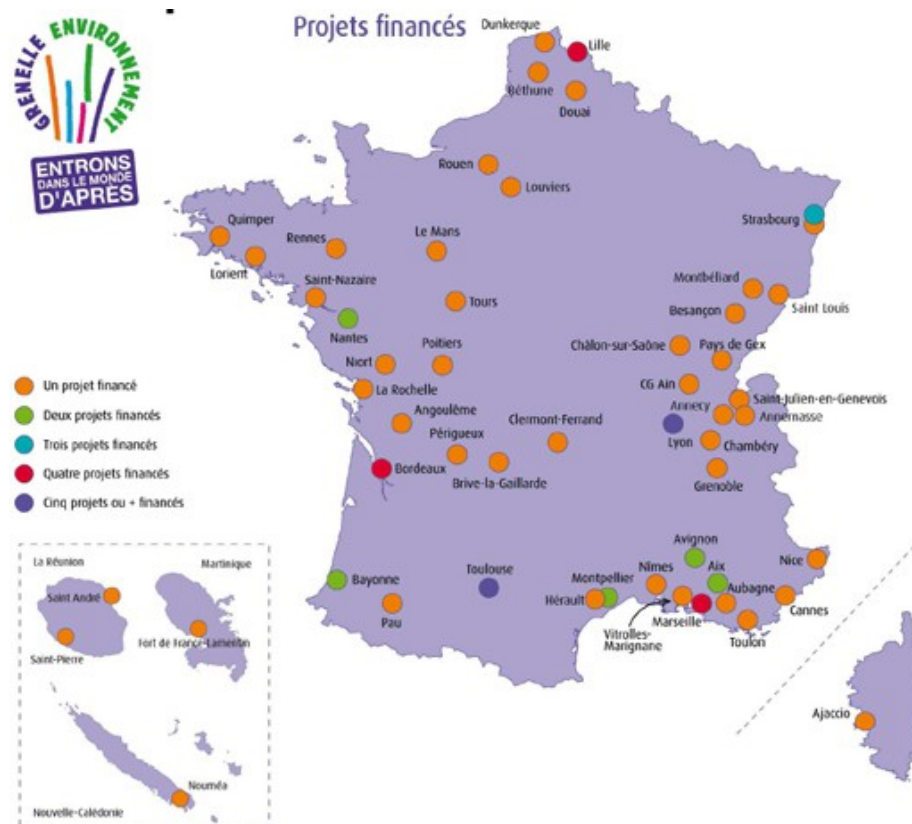 GRENELLE ENVIRONNEMENT
ENTRONS
DANS LE MONDE
D'APRÈS
Projets financés
Dunkerque
Lille
Béthune
Douai
Rouen
Louviers
Strasbourg
Quimper
Rennes
Le Mans
Lorient
Saint-Nazaire
Montbéliard
Saint Louis
Tours
Besançon
Nantes
Poitiers
Châlon-sur-Saône
Pays de Gex
Niort
La Rochelle
CG Ain
Saint-Julien-en-Genevois
Annecy
Annemasse
Angoulême
Clermont-Ferrand
Périgueux
Lyon
Chambéry
Bordeaux
Brive-la-Gaillarde
Grenoble
Un projet financé
Deux projets financés
Trois projets financés
Quatre projets financés
Cinq projets ou + financés
Avignon
Nice
Bayonne
Toulouse
Montpellier
Nîmes
Aix
Aubagne
Hérault
Pau
Cannes
Vitrolles-
Marignane
Marseille
Toulon
La Réunion
Martinique
Saint André
Fort de France-Lamentin
Saint-Pierre
Nouméa
Nouvelle-Calédonie
Ajaccio